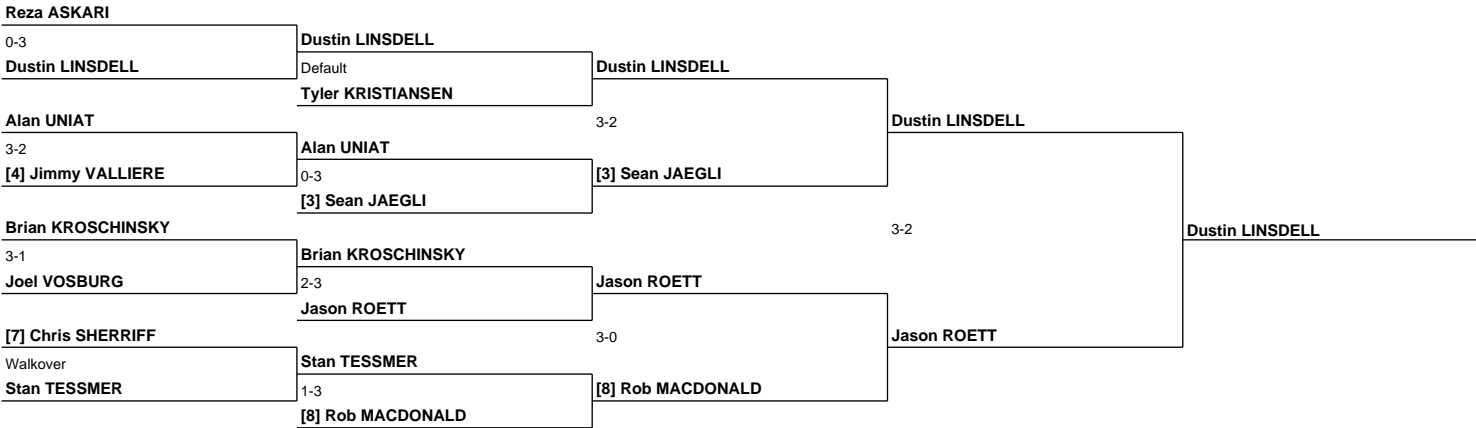 Reza ASKARI
0-3
Dustin LINSDELL
Dustin LINSDELL
Default
Tyler KRISTIANSEN
Dustin LINSDELL
Alan UNIAT
3-2
[4] Jimmy VALLIERE
Alan UNIAT
0-3
[3] Sean JAEGLI
3-2
[3] Sean JAEGLI
Dustin LINSDELL
Brian KROSCHINSKY
3-1
Joel VOSBURG
Brian KROSCHINSKY
2-3
Jason ROETT
Jason ROETT
3-2
Dustin LINSDELL
[7] Chris SHERRIFF
Walkover
Stan TESSMER
Stan TESSMER
1-3
[8] Rob MACDONALD
3-0
[8] Rob MACDONALD
Jason ROETT